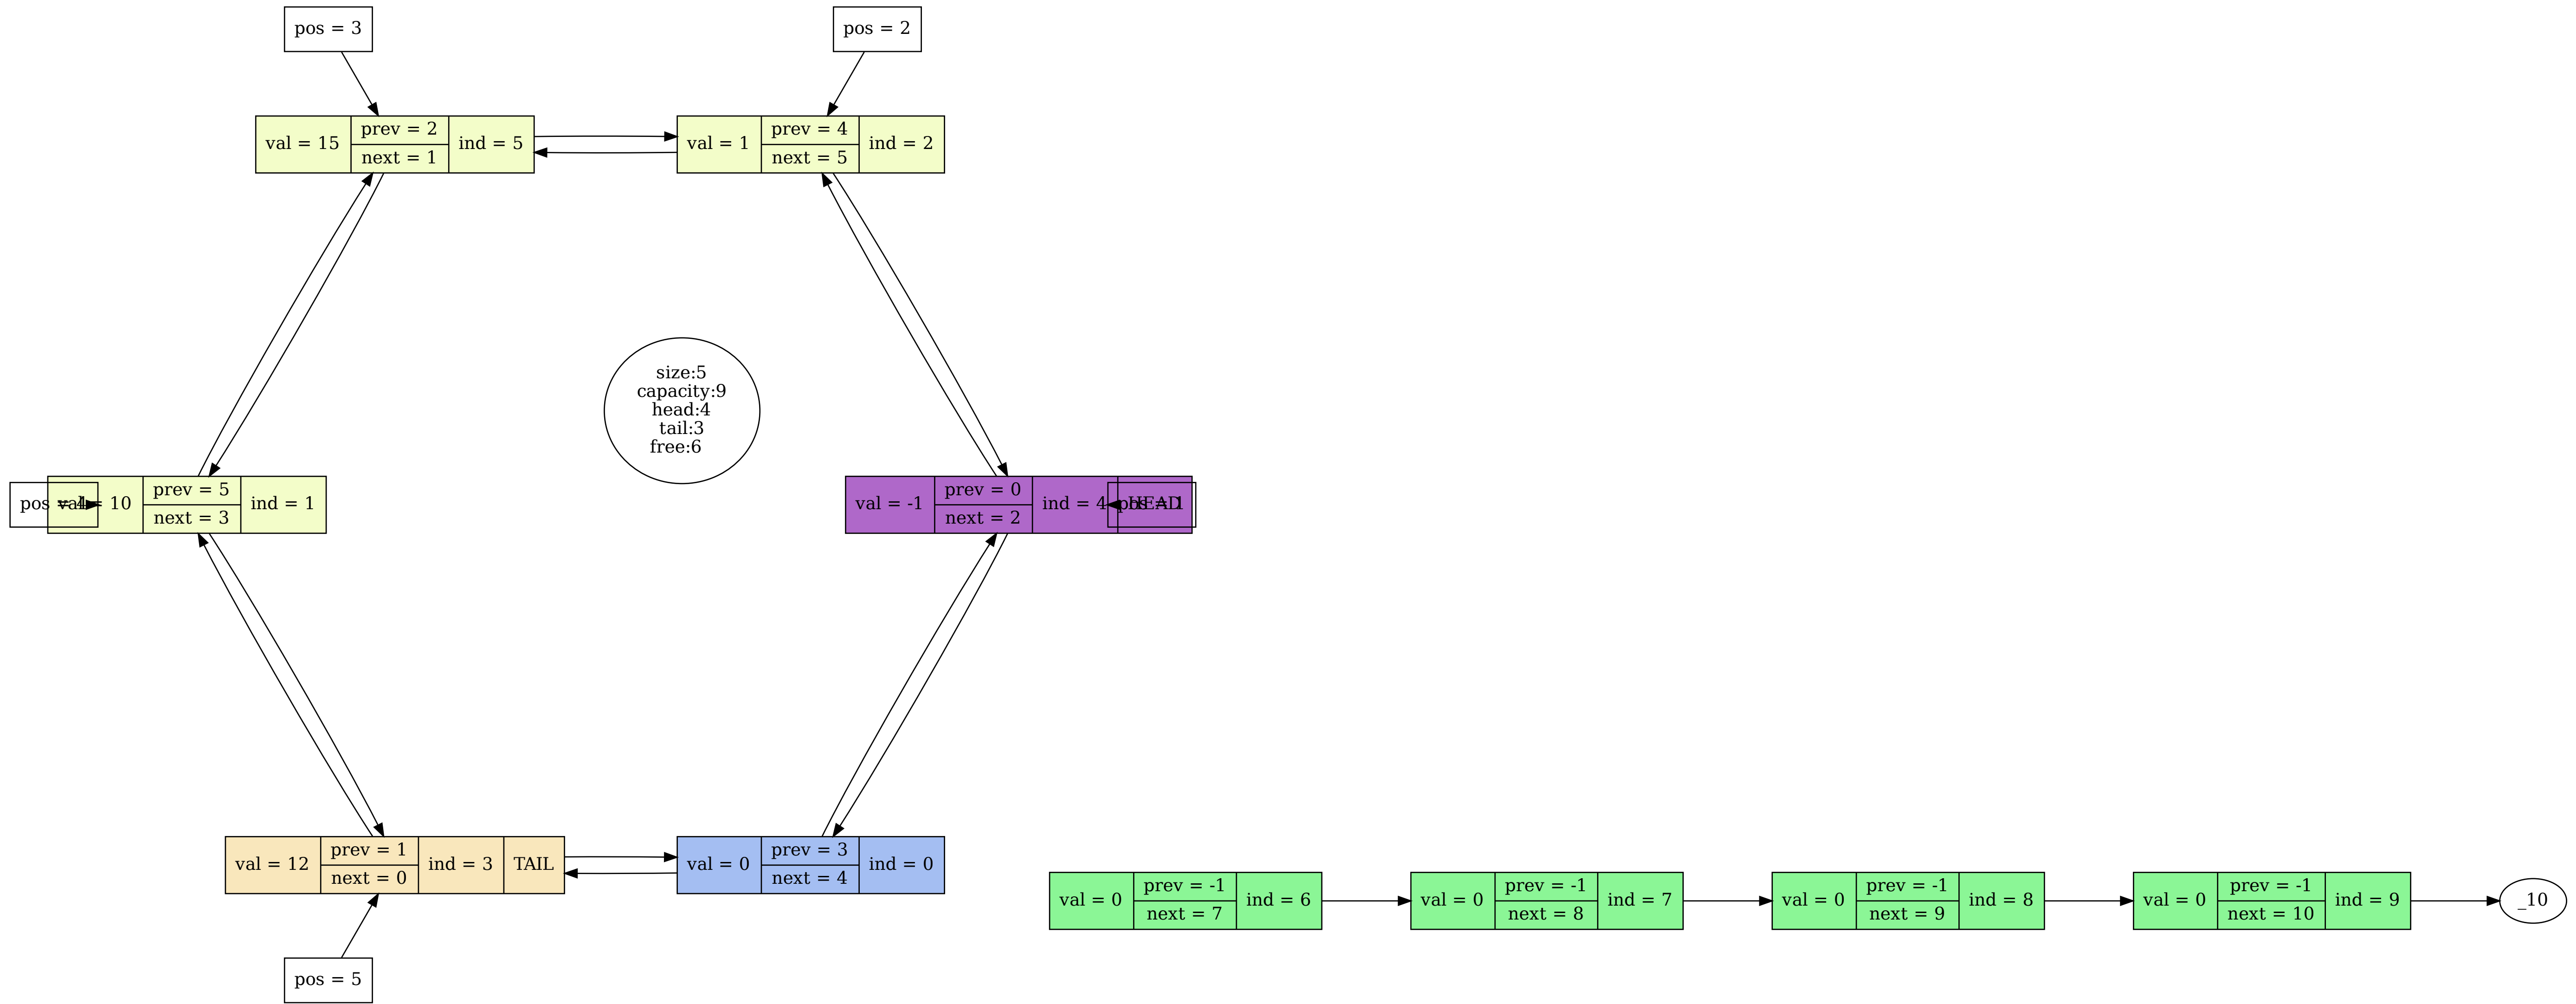 pos = 3
pos = 2
val = 15
prev = 2
next = 1
ind = 5
val = 1
prev = 4
next = 5
ind = 2
size:5
capacity:9
head:4
tail:3
free:6
pos = 4
val = 10
prev = 5
next = 3
ind = 1
val = -1
prev = 0
next = 2
ind = 4
HEAD
pos = 1
val = 12
prev = 1
next = 0
ind = 3
TAIL
val = 0
prev = 3
next = 4
ind = 0
val = 0
prev = -1
next = 7
ind = 6
val = 0
prev = -1
next = 8
ind = 7
val = 0
prev = -1
next = 9
ind = 8
val = 0
prev = -1
next = 10
ind = 9
_10
pos = 5